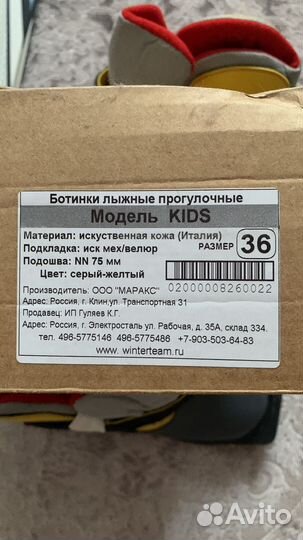 Ботинки лыжные прогулочные
Модель KIDS
Материал: искуственная кожа (Италия)
Подкладка: иск мех/велюр
РАЗМЕР 36
Подошва: NN 75 мм
Цвет: серый-желтый
02000008260022
Производитель: ООО "МАРАКС"
Адрес: Россия, г. Клин,ул. Транспортная 31
Продавец: ИП Гуляев К.Г.
Адрес: Россия, г. Электросталь ул. Рабочая, д. 35А, склад 334.
тел. 496-5775146 496-5775486 +7-903-503-64-83
www.winterteam.ru
Avito